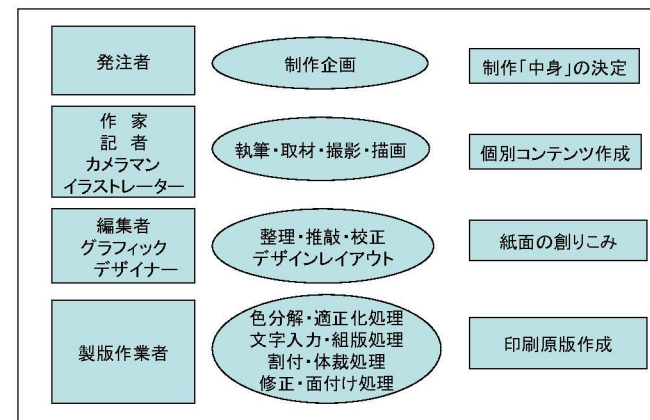 発注者
制作企画
制作「中身」の決定
作　家
記　者
カメラマン
イラストレーター
執筆・取材・撮影・描画
個別コンテンツ作成
編集者
グラフィック
デザイナー
整理・推敲・校正
デザインレイアウト
紙面の創りこみ
製版作業者
色分解・適正化処理
文字入力・組版処理
割付・体裁処理
修正・面付け処理
印刷原版作成